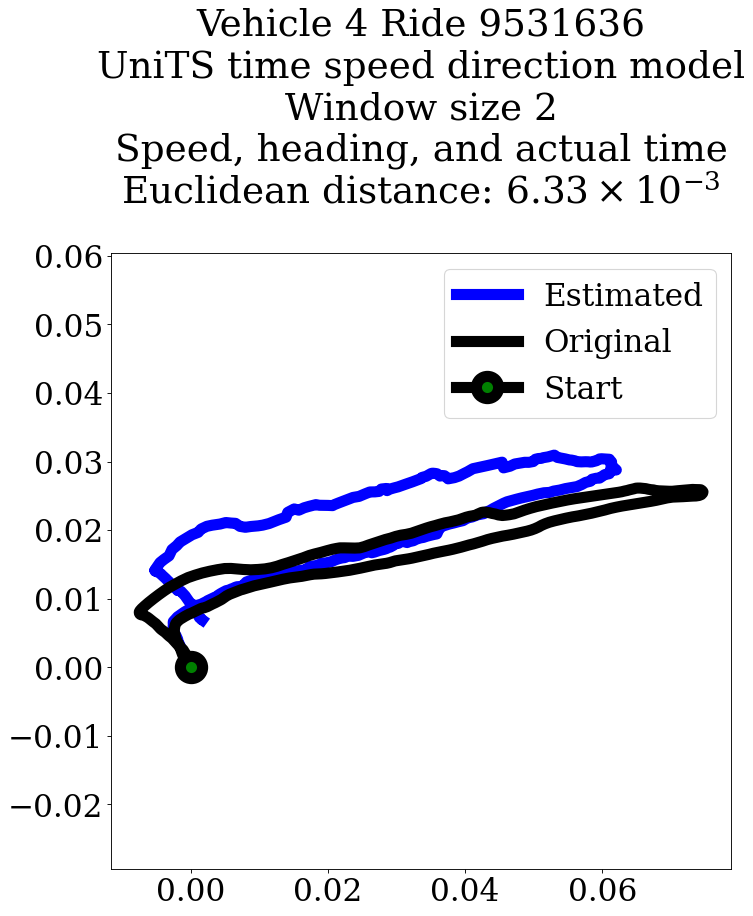 Vehicle 4 Ride 9531636
UniTS time speed direction model
Window size 2
Speed, heading, and actual time
Euclidean distance: 6.33 × 10⁻³
Estimated
Original
Start
0.06
0.05
0.04
0.03
0.02
0.01
0.00
−0.01
−0.02
0.00 0.02 0.04 0.06